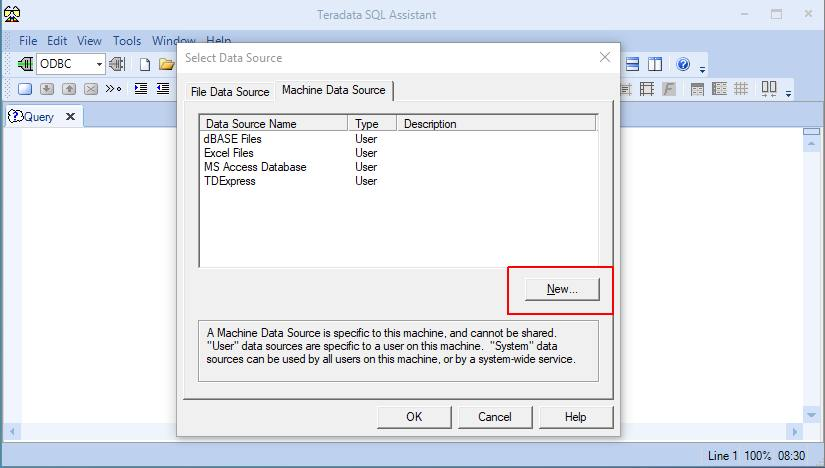 Teradata SQL Assistant
File Edit View Tools Window Help
ODBC
Query
Select Data Source
File Data Source Machine Data Source
Data Source Name Type Description
dBASE Files User
Excel Files User
MS Access Database User
TDExpress User
New...
A Machine Data Source is specific to this machine, and cannot be shared.
"User" data sources are specific to a user on this machine. "System" data
sources can be used by all users on this machine, or by a system-wide service.
OK Cancel Help
Line 1 100% 08:30